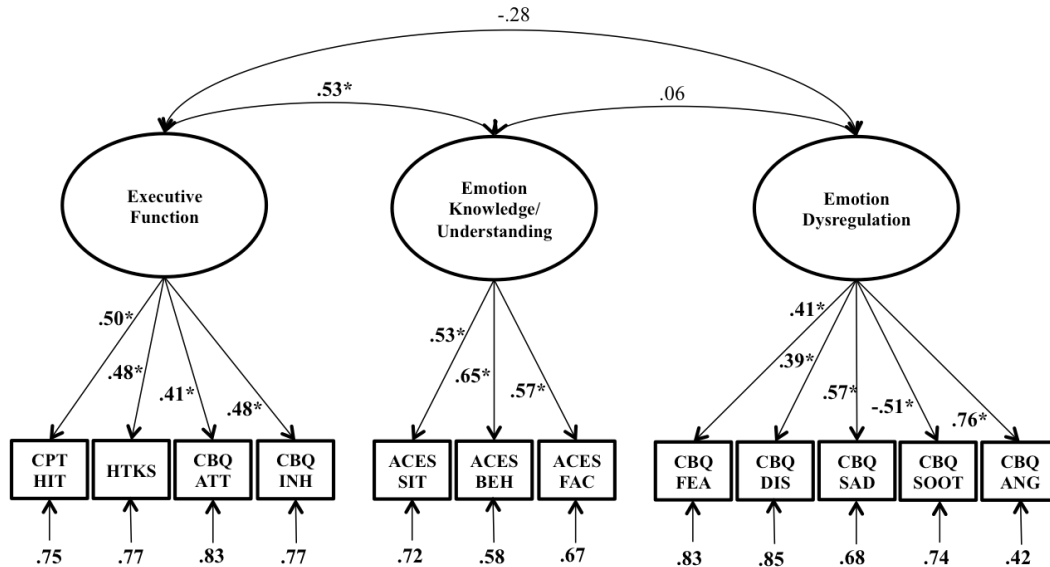 -.28
.53*
.06
Executive
Function
Emotion
Knowledge/
Understanding
Emotion
Dysregulation
.50*
.48*
.41*
.48*
.53*
.65*
.57*
.41*
.39*
.57*
-.51*
.76*
CPT
HIT
HTKS
CBQ
ATT
CBQ
INH
ACES
SIT
ACES
BEH
ACES
FAC
CBQ
FEA
CBQ
DIS
CBQ
SAD
CBQ
SOOT
CBQ
ANG
.75
.77
.83
.77
.72
.58
.67
.83
.85
.68
.74
.42